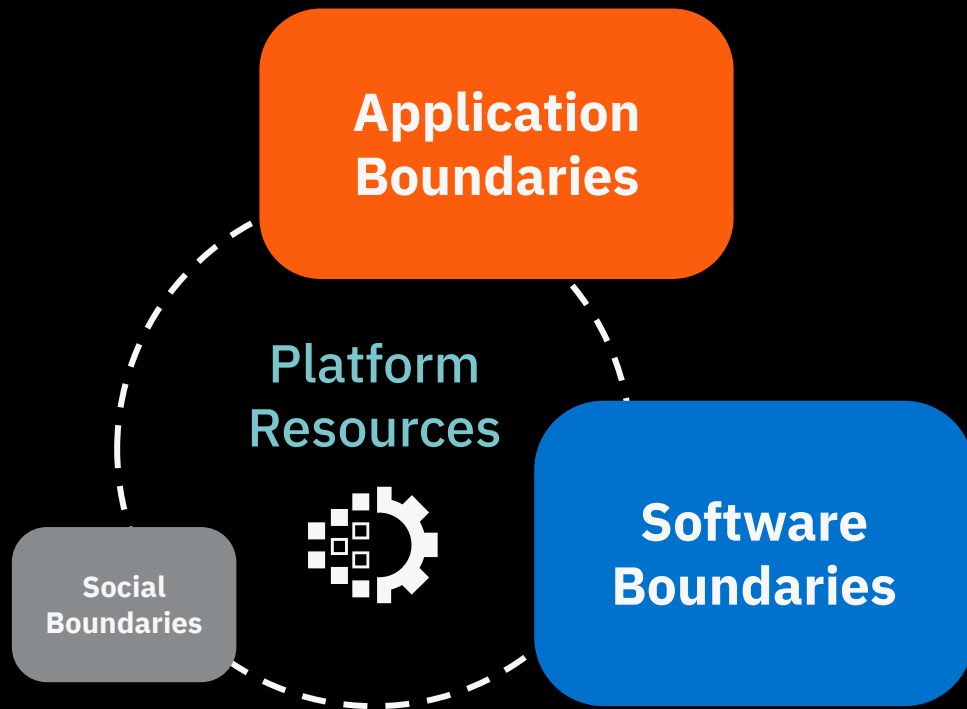 Application
Boundaries
Platform
Resources
Software
Boundaries
Social
Boundaries